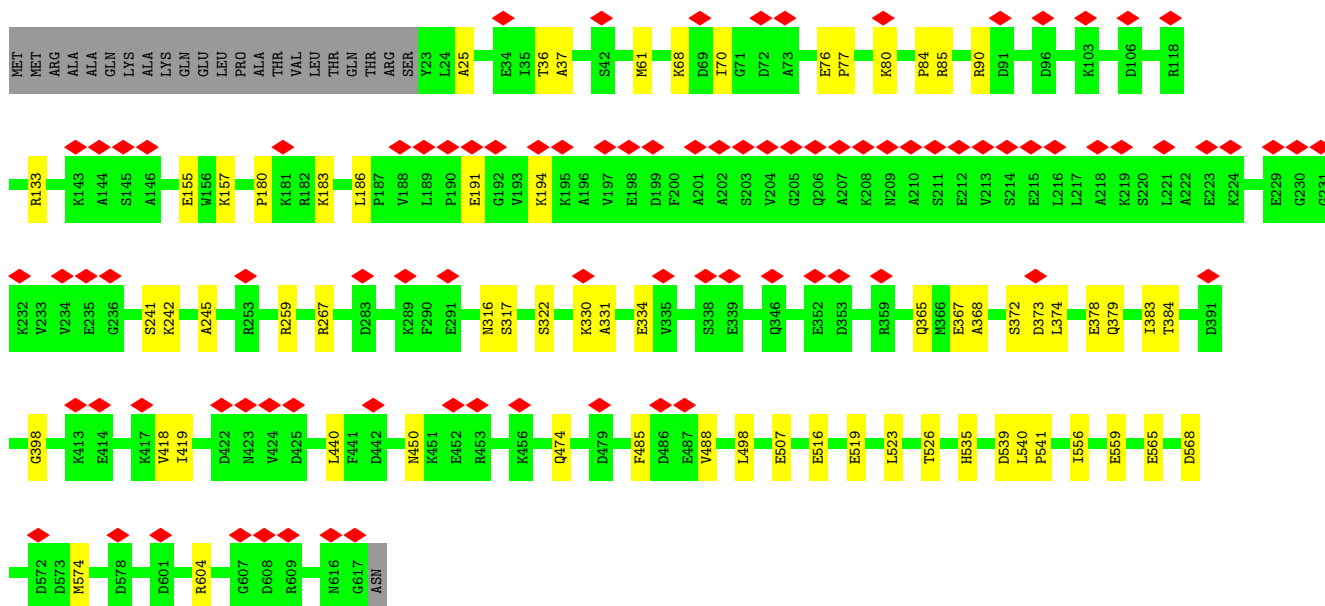 MET MET ARG ALA ALA GLN LYS ALA LYS GLN GLU LEU PRO ALA THR VAL LEU THR GLN THR ARG SER Y23 L24 A25 E34 I35 T36 A37 S42 M61 K68 D69 I70 G71 D72 A73 E76 P77 K80 P84 R85 R90 D91 D96 K103 D106 R118
R133 K143 A144 S145 A146 E155 W156 K157 P180 K181 R182 K183 L186 P187 V188 L189 P190 E191 G192 V193 K194 K195 A196 V197 E198 D199 F200 A201 A202 S203 V204 G205 Q206 A207 K208 N209 A210 S211 E212 V213 S214 E215 L216 L217 A218 K219 S220 L221 A222 E223 K224 E229 G230 G231
K232 V233 V234 E235 G236 S241 K242 A245 R253 R259 R267 D283 K289 F290 E291 N316 S317 S322 K330 A331 E334 V335 S338 E339 Q346 E352 D353 R359 Q365 M366 E367 A368 S372 D373 L374 E378 Q379 I383 T384 D391
G398 K413 E414 K417 V418 I419 D422 N423 V424 D425 L440 F441 D442 N450 K451 E452 R453 K456 Q474 D479 F485 D486 E487 V488 L498 E507 E516 E519 L523 T526 H535 D539 L540 P541 I556 E559 E565 D568
D572 D573 M574 D578 D601 R604 G607 D608 R609 N616 G617 ASN